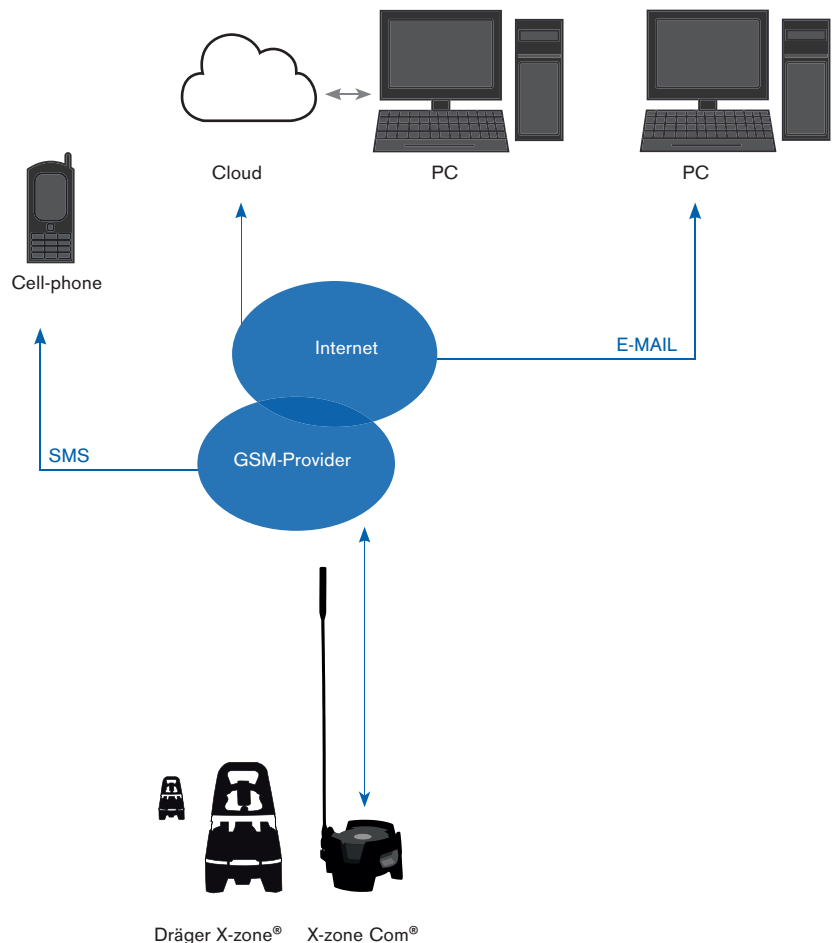 Cloud
PC
PC
Cell-phone
Internet
E-MAIL
SMS
GSM-Provider
Dräger X-zone®
X-zone Com®